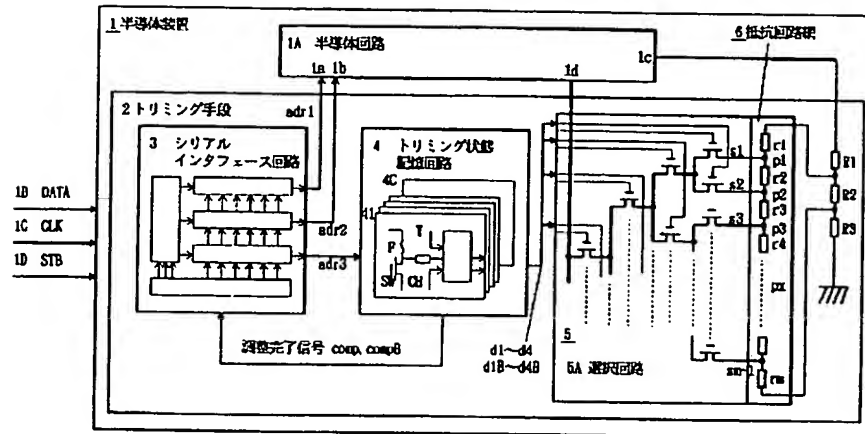 1 半導体装置
1A 半導体回路
1a 1b
1d
1c
6 抵抗回路網
2 トリミング手段
adr1
3 シリアル
インタフェース回路
4 トリミング状態
記憶回路
4C
d1
1B DATA
1C CLK
1D STB
adr2
adr3
F
T
SW
CH
s1
s2
s3
sm-1
r1
p1
r2
p2
r3
p3
r4
px
rm
R1
R2
R3
調整完了信号 comp, compB
d1~d4
d1B~d4B
5
5A 選択回路